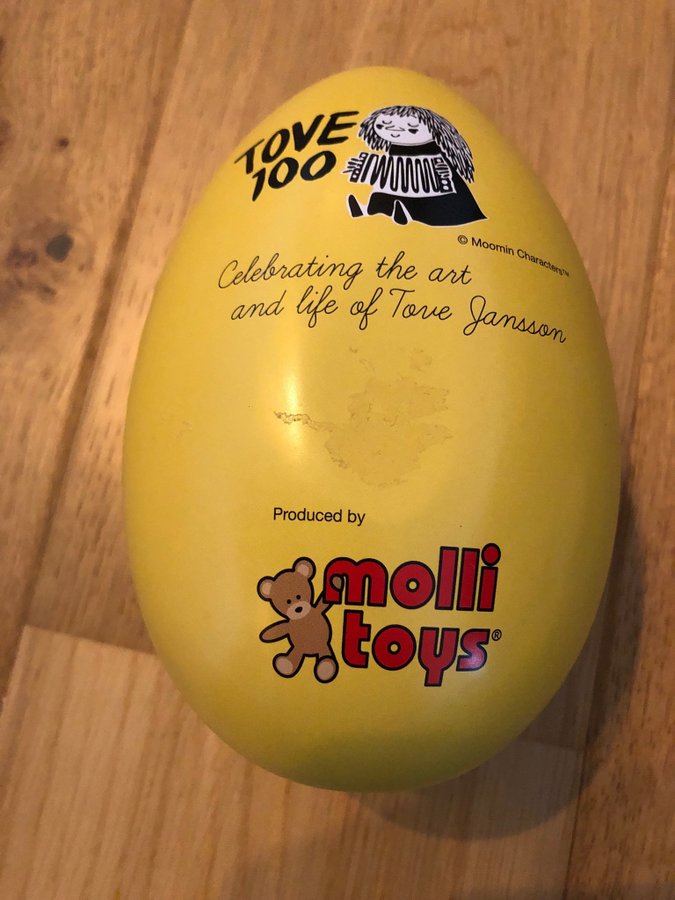 TOVE
100
© Moomin Characters™
Celebrating the art
and life of Tove Jansson
Produced by
molli
toys®